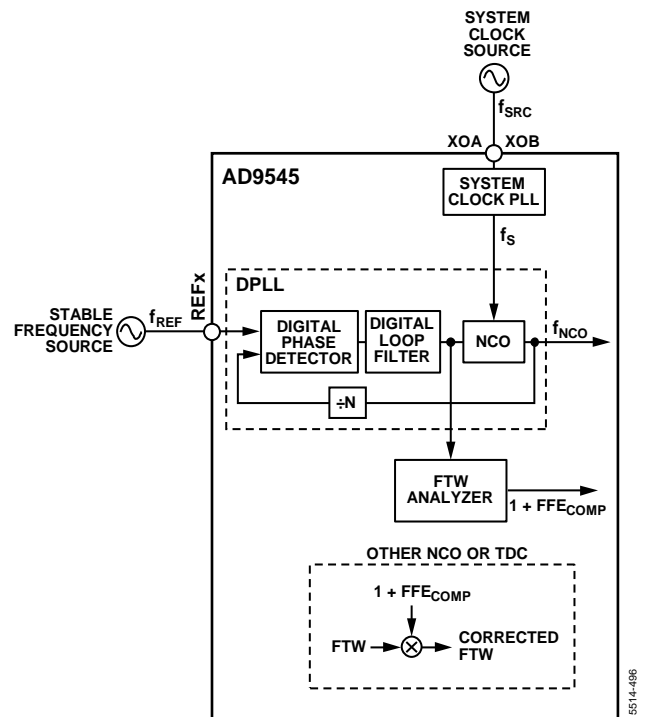 SYSTEM
CLOCK
SOURCE
fSRC
XOA
XOB
AD9545
SYSTEM
CLOCK PLL
fS
REFx
DPLL
STABLE
FREQUENCY
SOURCE
fREF
DIGITAL
PHASE
DETECTOR
DIGITAL
LOOP
FILTER
NCO
fNCO
÷N
FTW
ANALYZER
1 + FFECOMP
OTHER NCO OR TDC
1 + FFECOMP
FTW
×
CORRECTED
FTW
5514-496